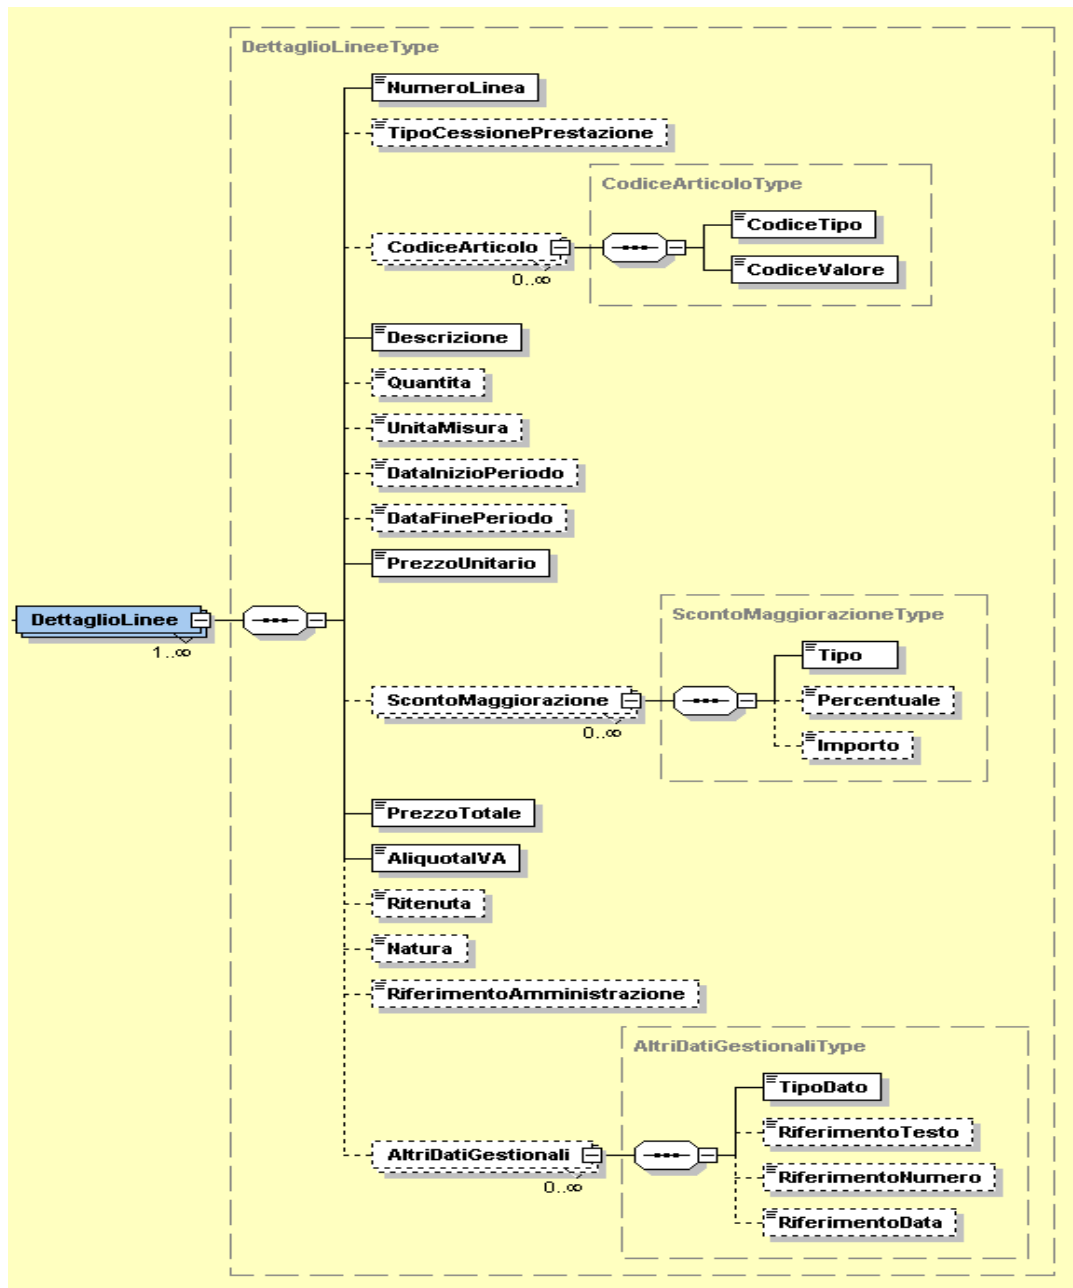 DettaglioLineeType
NumeroLinea
TipoCessionePrestazione
CodiceArticoloType
CodiceArticolo
0..∞
CodiceTipo
CodiceValore
Descrizione
Quantita
UnitaMisura
DataInizioPeriodo
DataFinePeriodo
PrezzoUnitario
DettaglioLinee
1..∞
ScontoMaggiorazioneType
ScontoMaggiorazione
0..∞
Tipo
Percentuale
Importo
PrezzoTotale
AliquotaIVA
Ritenuta
Natura
RiferimentoAmministrazione
AltriDatiGestionaliType
AltriDatiGestionali
0..∞
TipoDato
RiferimentoTesto
RiferimentoNumero
RiferimentoData